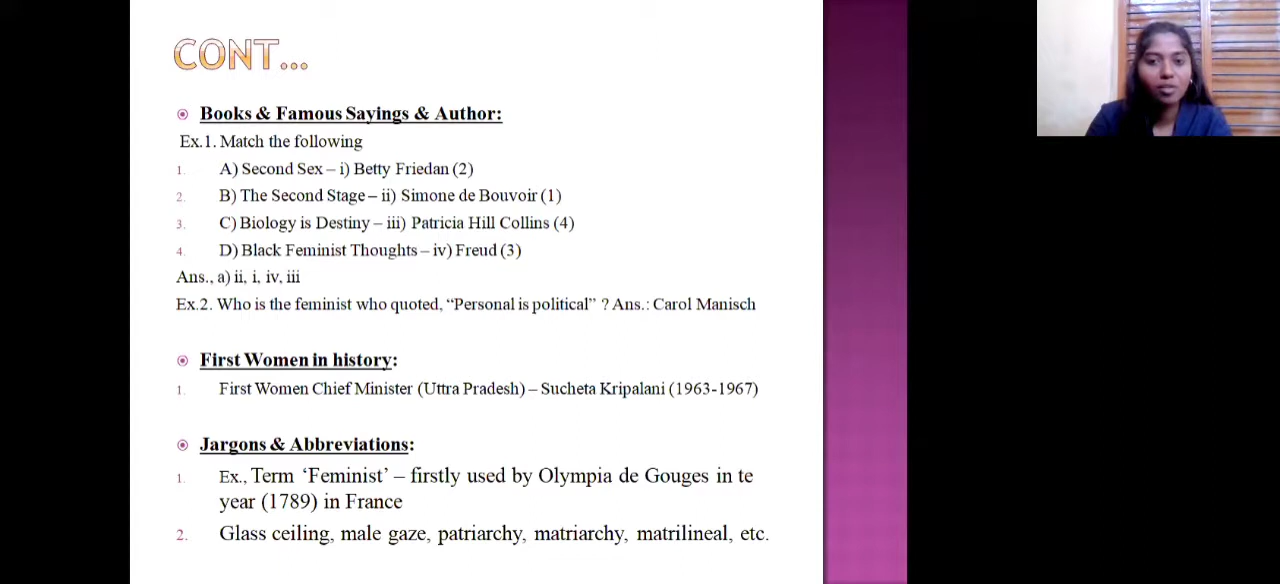 CONT...
Books & Famous Sayings & Author:
Ex.1. Match the following
1. A) Second Sex – i) Betty Friedan (2)
2. B) The Second Stage – ii) Simone de Bouvoir (1)
3. C) Biology is Destiny – iii) Patricia Hill Collins (4)
4. D) Black Feminist Thoughts – iv) Freud (3)
Ans., a) ii, i, iv, iii
Ex.2. Who is the feminist who quoted, “Personal is political” ? Ans.: Carol Manisch
First Women in history:
1. First Women Chief Minister (Uttra Pradesh) – Sucheta Kripalani (1963-1967)
Jargons & Abbreviations:
1. Ex., Term ‘Feminist’ – firstly used by Olympia de Gouges in te
year (1789) in France
2. Glass ceiling, male gaze, patriarchy, matriarchy, matrilineal, etc.